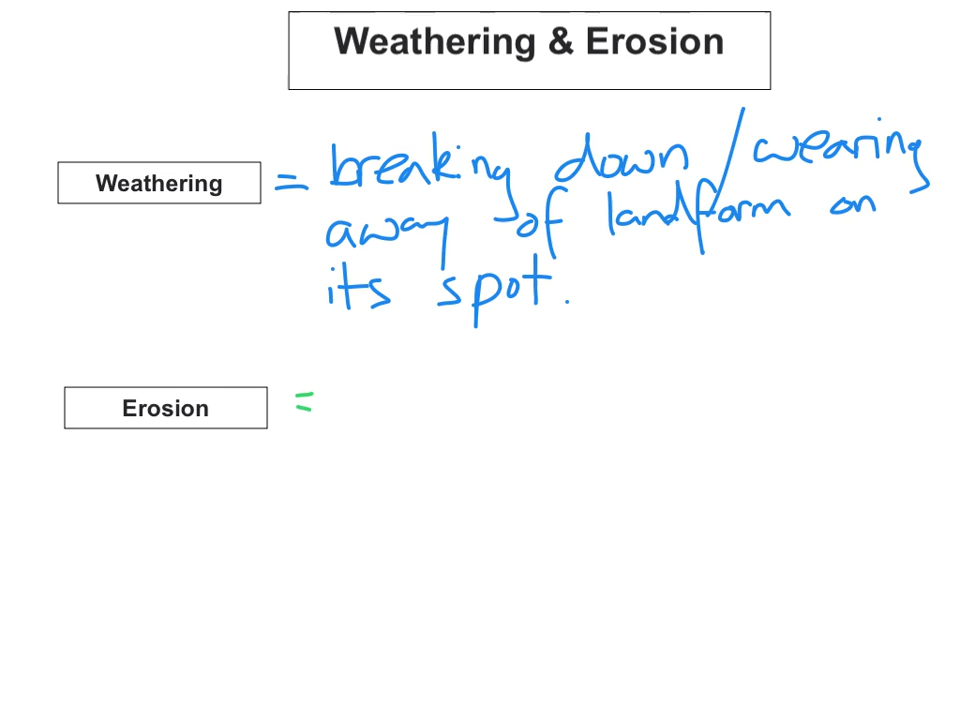 Weathering & Erosion
Weathering = breaking down / wearing
away of landform on
its spot.
Erosion =